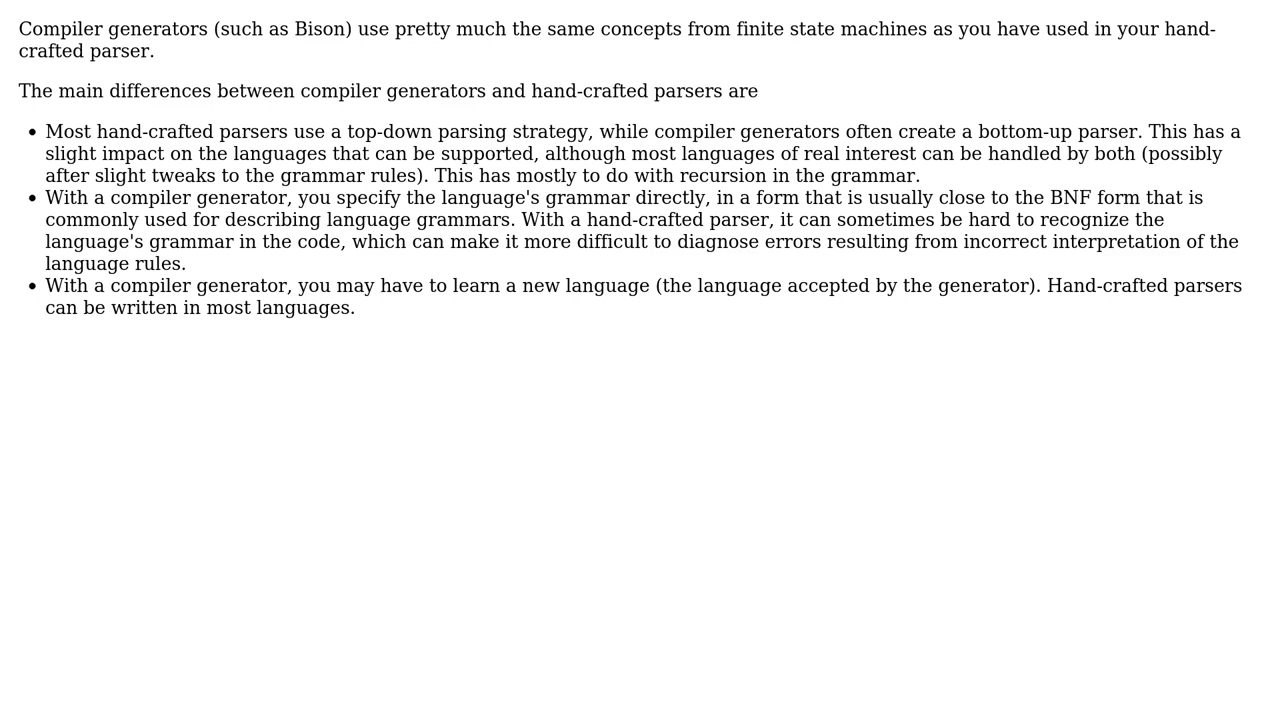 Compiler generators (such as Bison) use pretty much the same concepts from finite state machines as you have used in your hand-
crafted parser.
The main differences between compiler generators and hand-crafted parsers are
• Most hand-crafted parsers use a top-down parsing strategy, while compiler generators often create a bottom-up parser. This has a
slight impact on the languages that can be supported, although most languages of real interest can be handled by both (possibly
after slight tweaks to the grammar rules). This has mostly to do with recursion in the grammar.
• With a compiler generator, you specify the language's grammar directly, in a form that is usually close to the BNF form that is
commonly used for describing language grammars. With a hand-crafted parser, it can sometimes be hard to recognize the
language's grammar in the code, which can make it more difficult to diagnose errors resulting from incorrect interpretation of the
language rules.
• With a compiler generator, you may have to learn a new language (the language accepted by the generator). Hand-crafted parsers
can be written in most languages.